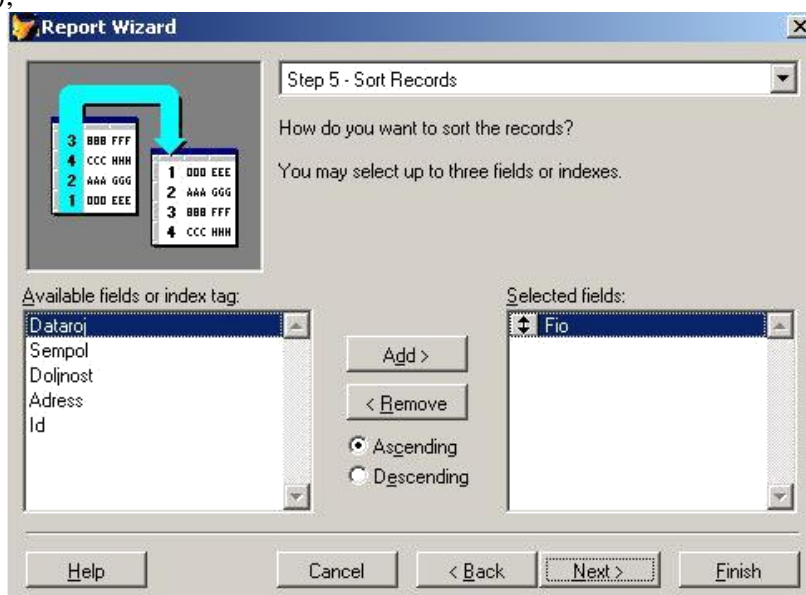 Report Wizard
Step 5 - Sort Records
How do you want to sort the records?
You may select up to three fields or indexes.
3 BBB FFF
4 CCC HHH
2 AAA GGG
1 DDD EEE
1 DDD EEE
2 AAA GGG
3 BBB FFF
4 CCC HHH
Available fields or index tag:
Selected fields:
Dataroj
Sempol
Doljnost
Adress
Id
Add >
< Remove
Ascending
Descending
Fio
Help
Cancel
< Back
Next >
Finish